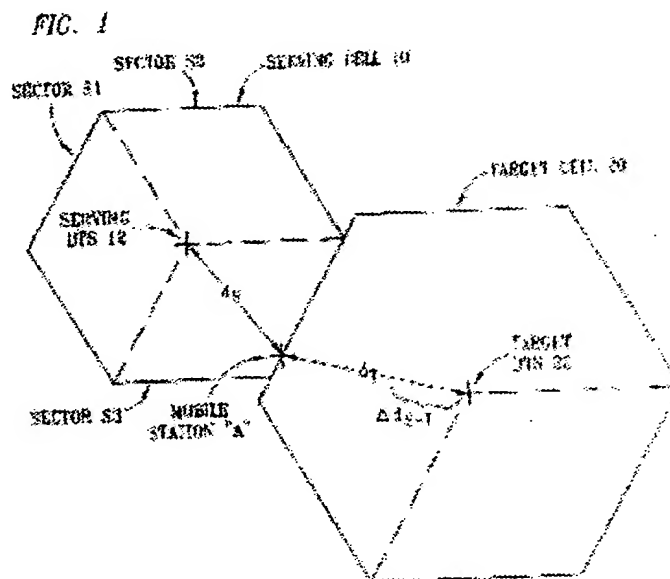 FIG. 1
SECTOR S1
SECTOR S2
SERVING CELL 10
TARGET CELL 20
SERVING
BTS 12
dS
dT
TARGET
BTS 22
Δ dS-T
SECTOR S3
MOBILE
STATION "A"